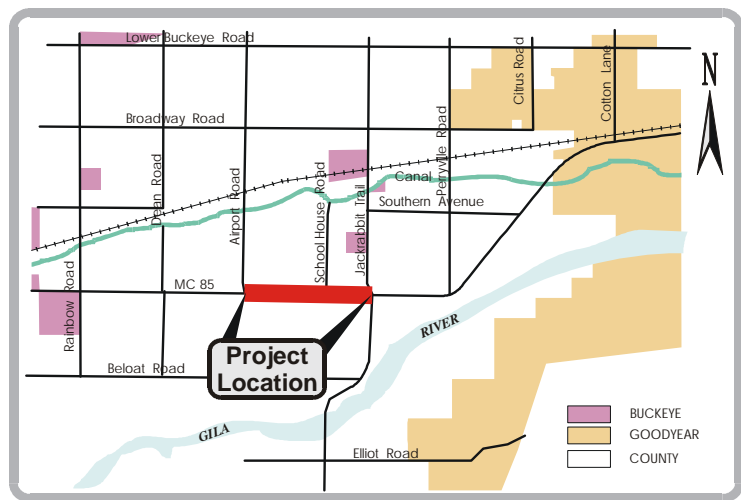 Lower Buckeye Road
Citrus Road
Cotton Lane
N
Broadway Road
Perryville Road
Dean Road
Airport Road
School House Road
Jackrabbit Trail
Canal
Southern Avenue
Rainbow Road
MC 85
RIVER
Project
Location
Beloat Road
GILA
Elliot Road
BUCKEYE
GOODYEAR
COUNTY